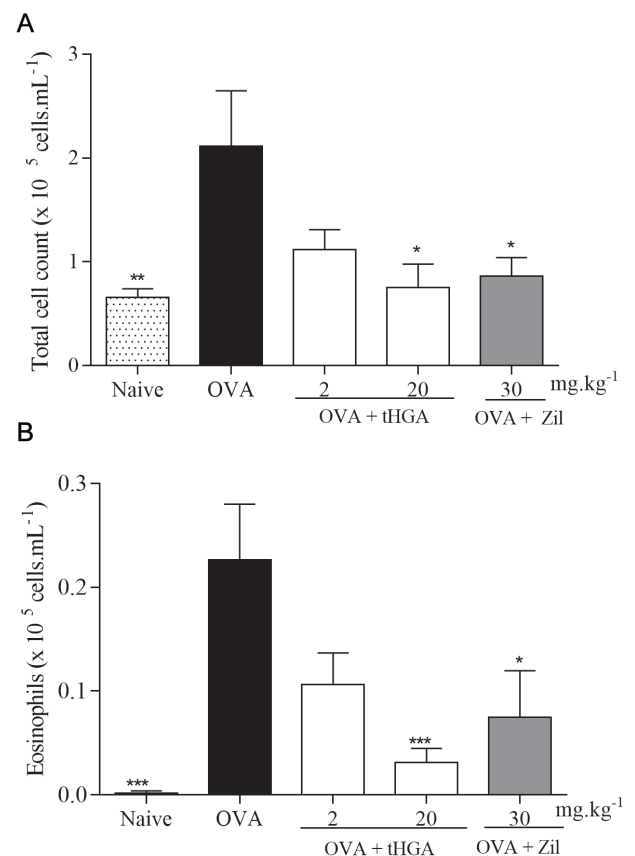 A
Total cell count (x 10 5 cells.mL-1)
3
2
1
0
**
*
*
Naive OVA 2 20 30 mg.kg-1
OVA + tHGA OVA + Zil
B
Eosinophils (x 10 5 cells.mL-1)
0.3
0.2
0.1
0.0
***
***
*
Naive OVA 2 20 30 mg.kg-1
OVA + tHGA OVA + Zil